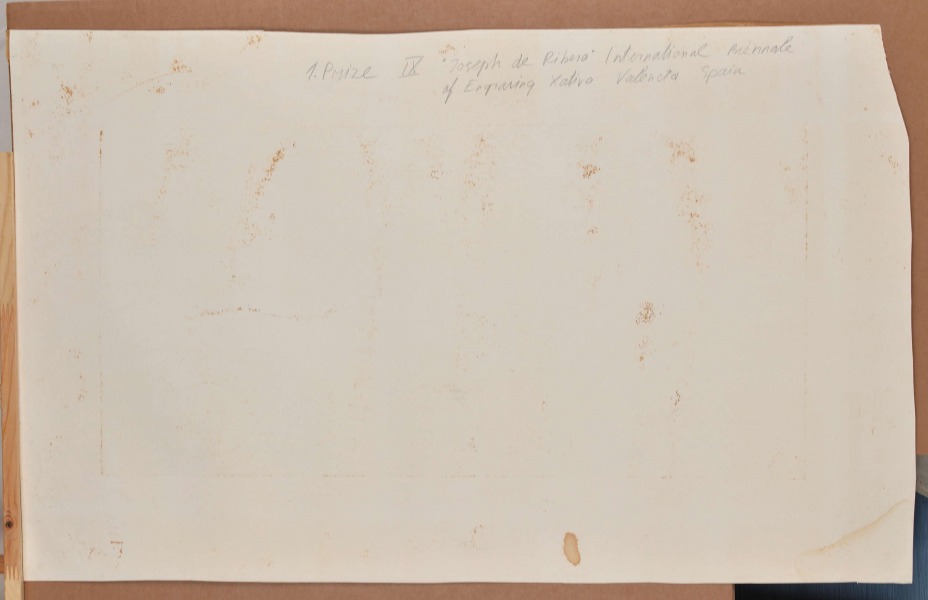 1. Prize IX "Joseph de Ribera" International Biennale
of Engraving Xativa Valencia Spain